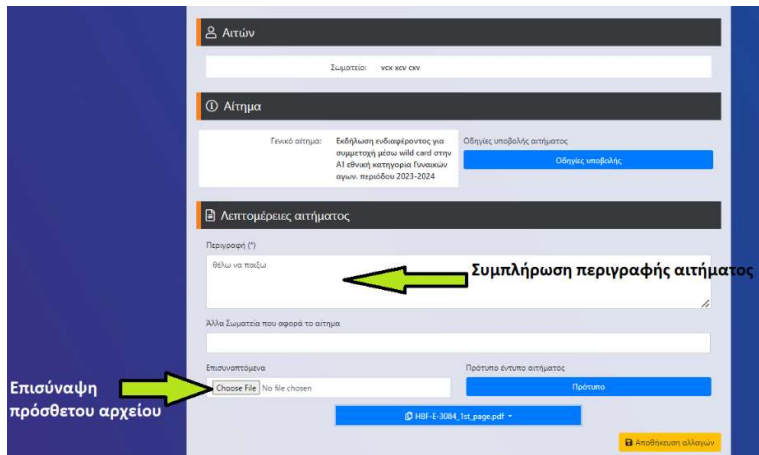 Αιτών
Σωματείο: vcx xcv cxv
Αίτημα
Γενικό αίτημα: Εκδήλωση ενδιαφέροντος για
συμμετοχή μέσω wild card στην
Α1 εθνική κατηγορία Γυναικών
αγων. περιόδου 2023-2024
Οδηγίες υποβολής αιτήματος
Οδηγίες υποβολής
Λεπτομέρειες αιτήματος
Περιγραφή (*)
θέλω να παιξω
Συμπλήρωση περιγραφής αιτήματος
Άλλα Σωματεία που αφορά το αίτημα
Επισυναπτόμενα
Choose File No file chosen
Πρότυπο έντυπο αιτήματος
Πρότυπο
Επισύναψη
πρόσθετου αρχείου
HBF-E-3084_1st_page.pdf
Αποθήκευση αλλαγών